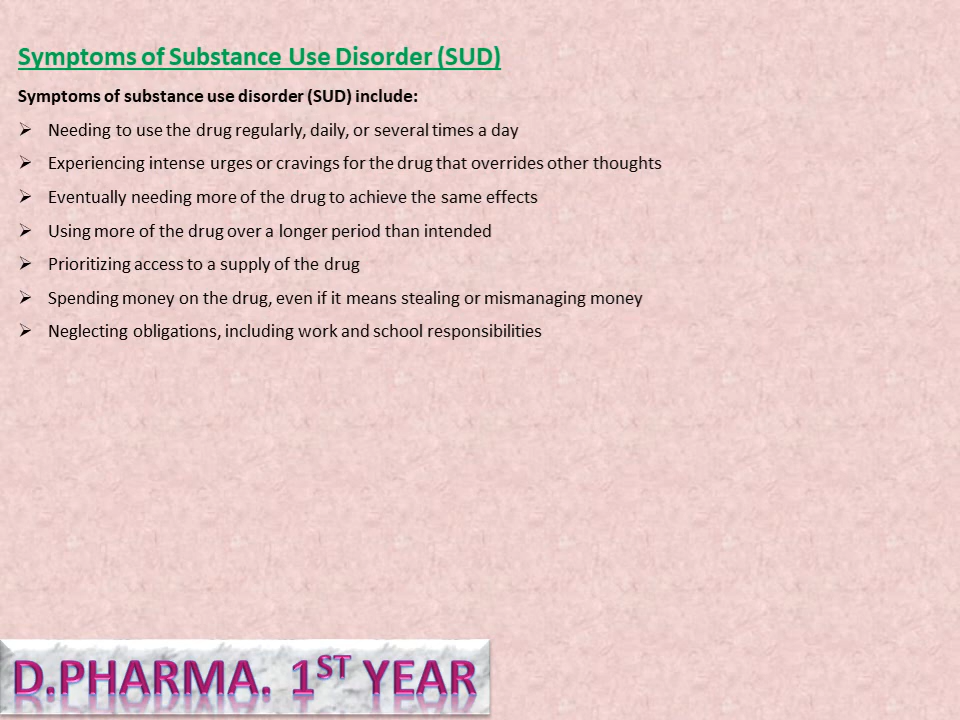 Symptoms of Substance Use Disorder (SUD)
Symptoms of substance use disorder (SUD) include:
➢ Needing to use the drug regularly, daily, or several times a day
➢ Experiencing intense urges or cravings for the drug that overrides other thoughts
➢ Eventually needing more of the drug to achieve the same effects
➢ Using more of the drug over a longer period than intended
➢ Prioritizing access to a supply of the drug
➢ Spending money on the drug, even if it means stealing or mismanaging money
➢ Neglecting obligations, including work and school responsibilities
D.PHARMA. 1ST YEAR